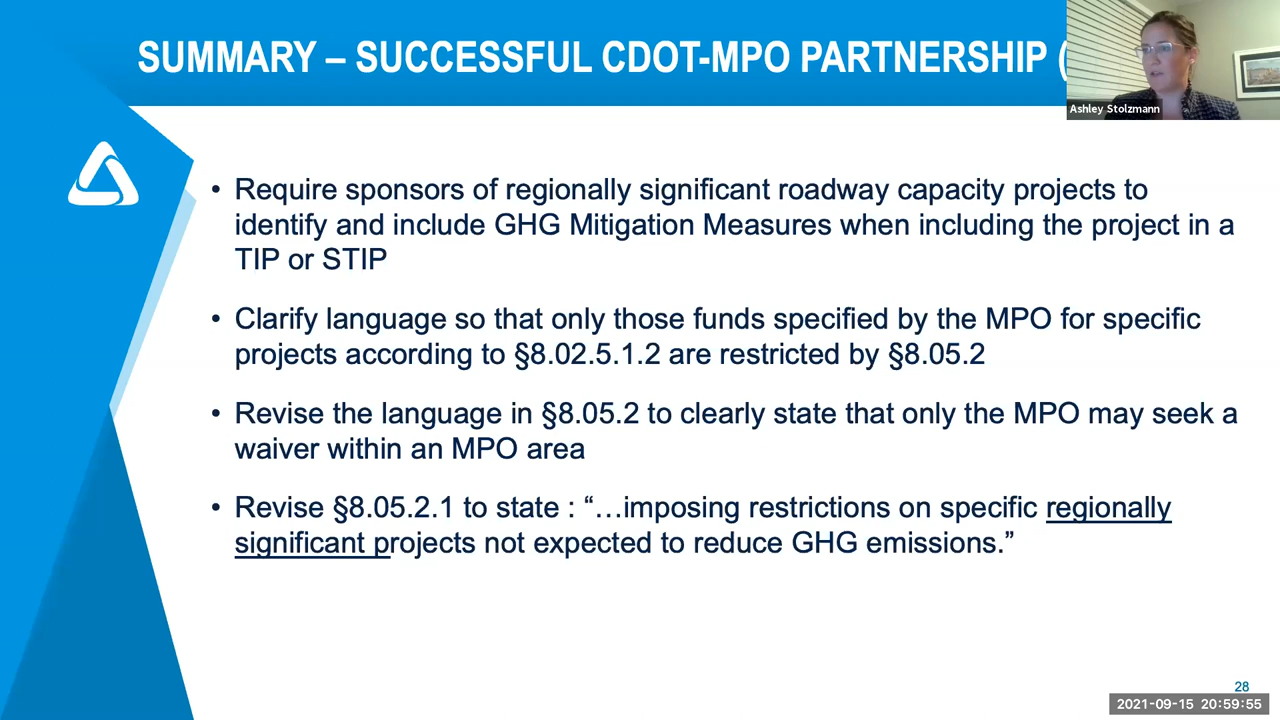 SUMMARY – SUCCESSFUL CDOT-MPO PARTNERSHIP (
Ashley Stolzmann
• Require sponsors of regionally significant roadway capacity projects to
identify and include GHG Mitigation Measures when including the project in a
TIP or STIP
• Clarify language so that only those funds specified by the MPO for specific
projects according to §8.02.5.1.2 are restricted by §8.05.2
• Revise the language in §8.05.2 to clearly state that only the MPO may seek a
waiver within an MPO area
• Revise §8.05.2.1 to state : “…imposing restrictions on specific regionally
significant projects not expected to reduce GHG emissions.”
28
2021-09-15 20:59:55